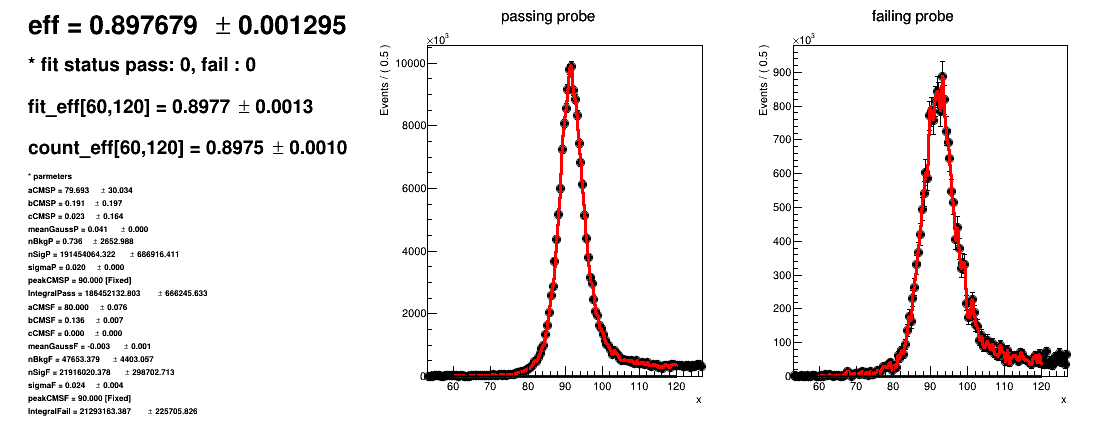 eff = 0.897679 ± 0.001295
* fit status pass: 0, fail : 0
fit_eff[60,120] = 0.8977 ± 0.0013
count_eff[60,120] = 0.8975 ± 0.0010
* parmeters
aCMSP = 79.693 ± 30.034
bCMSP = 0.191 ± 0.197
cCMSP = 0.023 ± 0.164
meanGaussP = 0.041 ± 0.000
nBkgP = 0.736 ± 2652.988
nSigP = 191454064.322 ± 686916.411
sigmaP = 0.020 ± 0.000
peakCMSP = 90.000 [Fixed]
IntegralPass = 186452132.803 ± 666245.633
aCMSF = 80.000 ± 0.076
bCMSF = 0.136 ± 0.007
cCMSF = 0.000 ± 0.000
meanGaussF = -0.003 ± 0.001
nBkgF = 47653.379 ± 4403.057
nSigF = 21916020.378 ± 298702.713
sigmaF = 0.024 ± 0.004
peakCMSF = 90.000 [Fixed]
IntegralFail = 21293163.387 ± 225705.826
passing probe
×10³
Events / ( 0.5 )
10000
8000
6000
4000
2000
0
60 70 80 90 100 110 120
x
failing probe
×10³
Events / ( 0.5 )
900
800
700
600
500
400
300
200
100
0
60 70 80 90 100 110 120
x